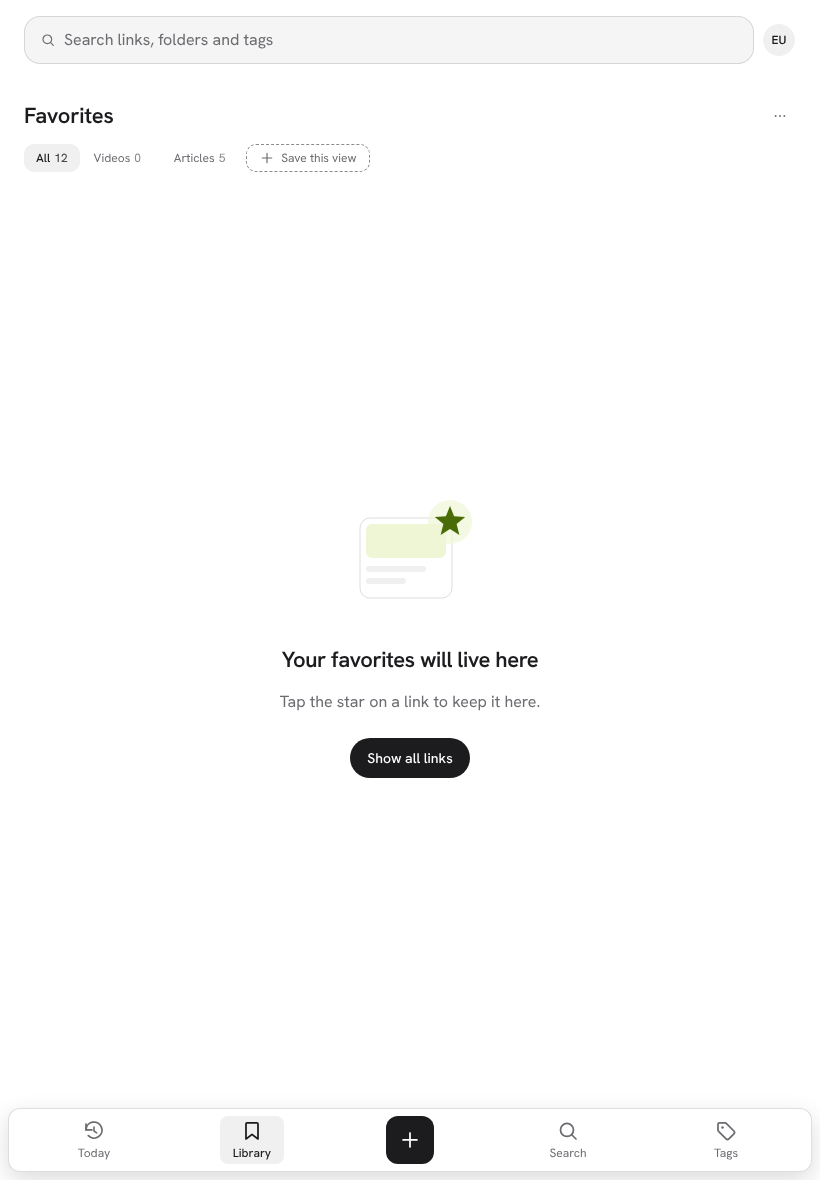 Search links, folders and tags
EU
Favorites
All 12
Videos 0
Articles 5
Save this view
Your favorites will live here
Tap the star on a link to keep it here.
Show all links
Today
Library
Search
Tags